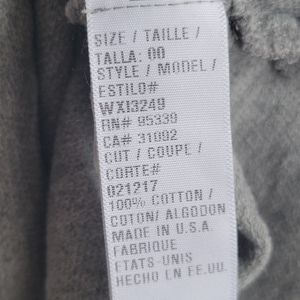 SIZE / TAILLE /
TALLA: 00
STYLE / MODEL /
ESTILO#
WXI3249
RN# 95339
CA# 31092
CUT / COUPE /
CORTE#
021217
100% COTTON /
COTON/ ALGODON
MADE IN U.S.A.
FABRIQUE
ETATS-UNIS
HECHO EN EE.UU.